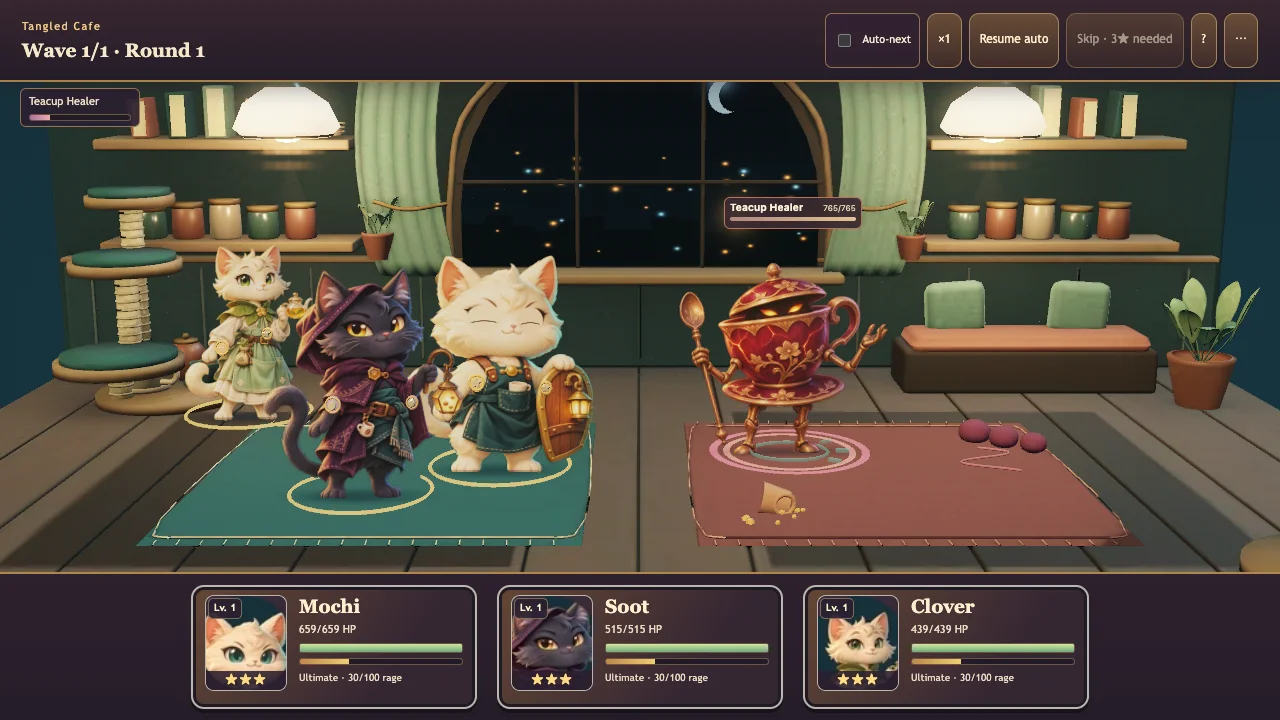 Tangled Cafe
Wave 1/1 · Round 1
Auto-next
×1
Resume auto
Skip · 3★ needed
?
···
Teacup Healer
Teacup Healer 765/765
Lv. 1
Mochi
659/659 HP
Ultimate · 30/100 rage
★★★
Lv. 1
Soot
515/515 HP
Ultimate · 30/100 rage
★★★
Lv. 1
Clover
439/439 HP
Ultimate · 30/100 rage
★★★